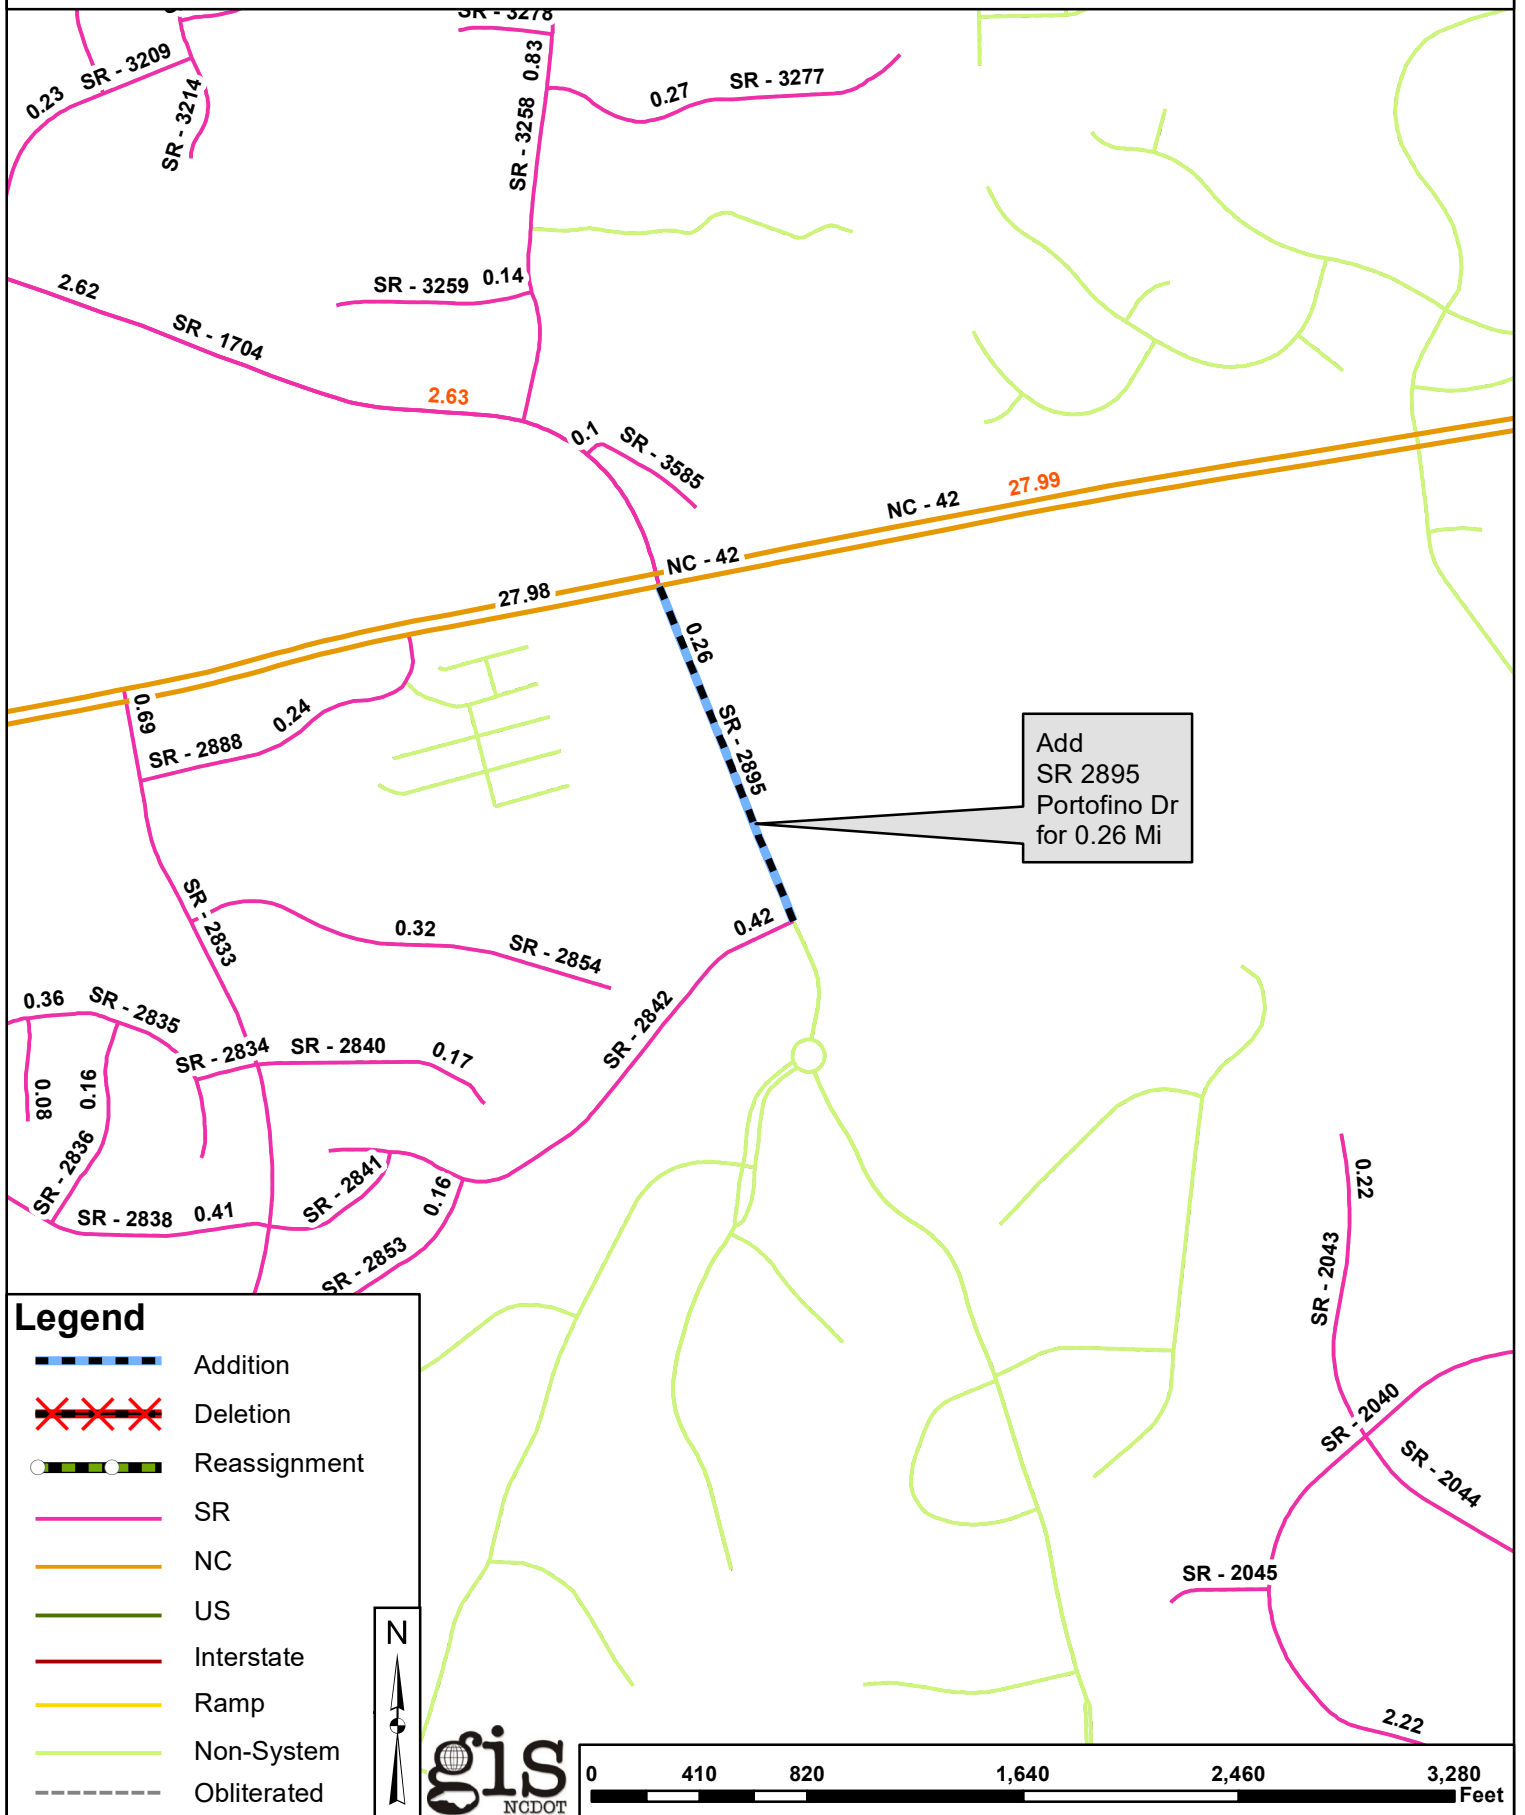 SR - 3278
SR - 3209
0.23
SR - 3214
0.83
SR - 3258
0.27
SR - 3277
2.62
SR - 1704
SR - 3259
0.14
2.63
0.1
SR - 3585
NC - 42
27.99
NC - 42
27.98
0.26
SR - 2895
0.69
SR - 2888
0.24
Add
SR 2895
Portofino Dr
for 0.26 Mi
SR - 2833
0.32
SR - 2854
0.42
SR - 2842
0.36
SR - 2835
SR - 2834
SR - 2840
0.17
0.08
0.16
SR - 2836
SR - 2838
0.41
SR - 2841
0.16
SR - 2853
0.22
SR - 2043
SR - 2040
SR - 2044
SR - 2045
2.22
Legend
Addition
Deletion
Reassignment
SR
NC
US
Interstate
Ramp
Non-System
Obliterated
N
gis
NCDOT
0 410 820 1,640 2,460 3,280
Feet